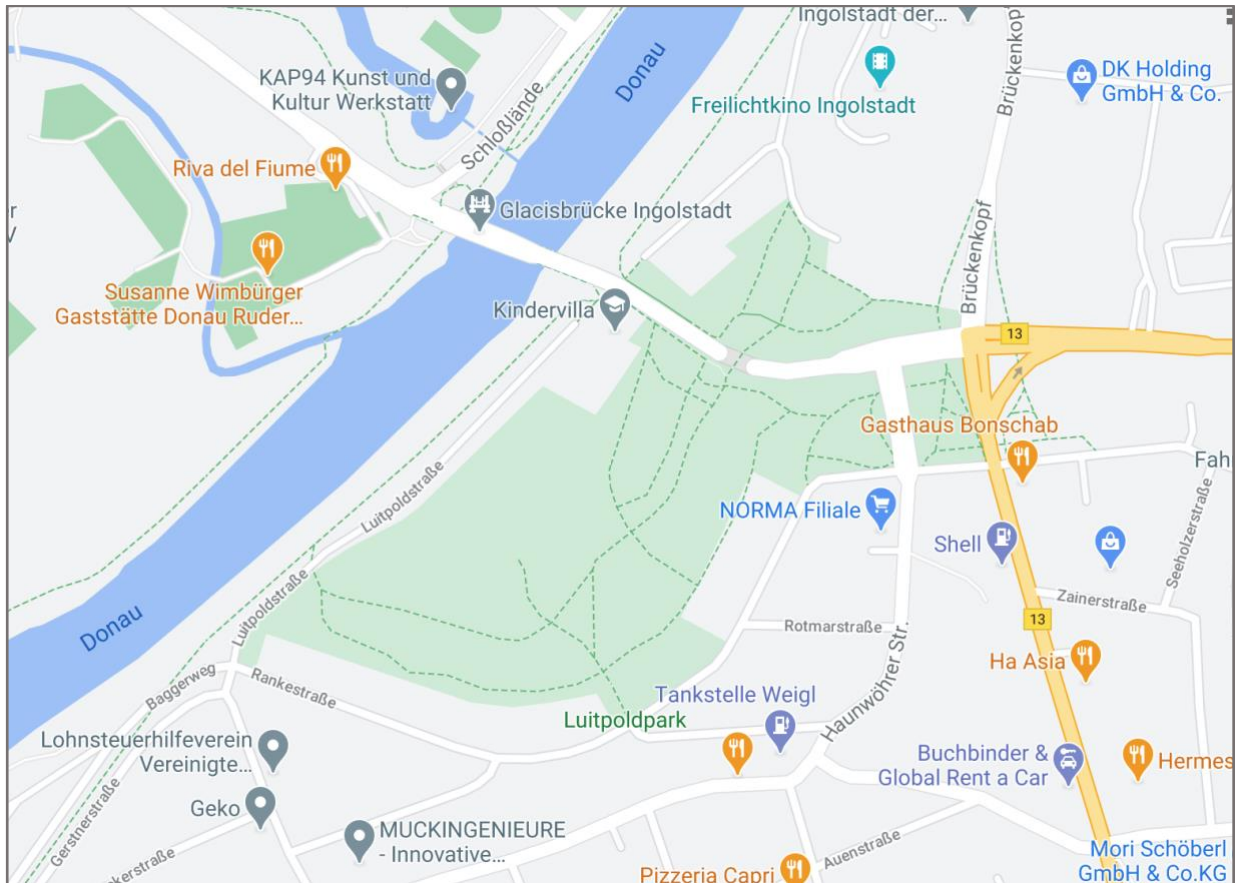 Ingolstadt der...
Donau
Brückenkopf
KAP94 Kunst und
Kultur Werkstatt
DK Holding
GmbH & Co.
Freilichtkino Ingolstadt
Schloßlände
Riva del Fiume
Glacisbrücke Ingolstadt
Brückenkopf
Susanne Wimbürger
Gaststätte Donau Ruder...
Kindervilla
13
Gasthaus Bonschab
Luitpoldstraße
Fahl
NORMA Filiale
Shell
Seeholzerstraße
Luitpoldstraße
Zainerstraße
Donau
13
Rotmarstraße
Ha Asia
Baggerweg
Rankestraße
Haunwöhrer Str.
Tankstelle Weigl
Luitpoldpark
Lohnsteuerhilfeverein
Vereinigte...
Buchbinder &
Global Rent a Car
Hermes
Gerstnerstraße
Geko
MUCKINGENIEURE
- Innovative...
Auenstraße
Mori Schöberl
GmbH & Co.KG
kerstraße
Pizzeria Capri